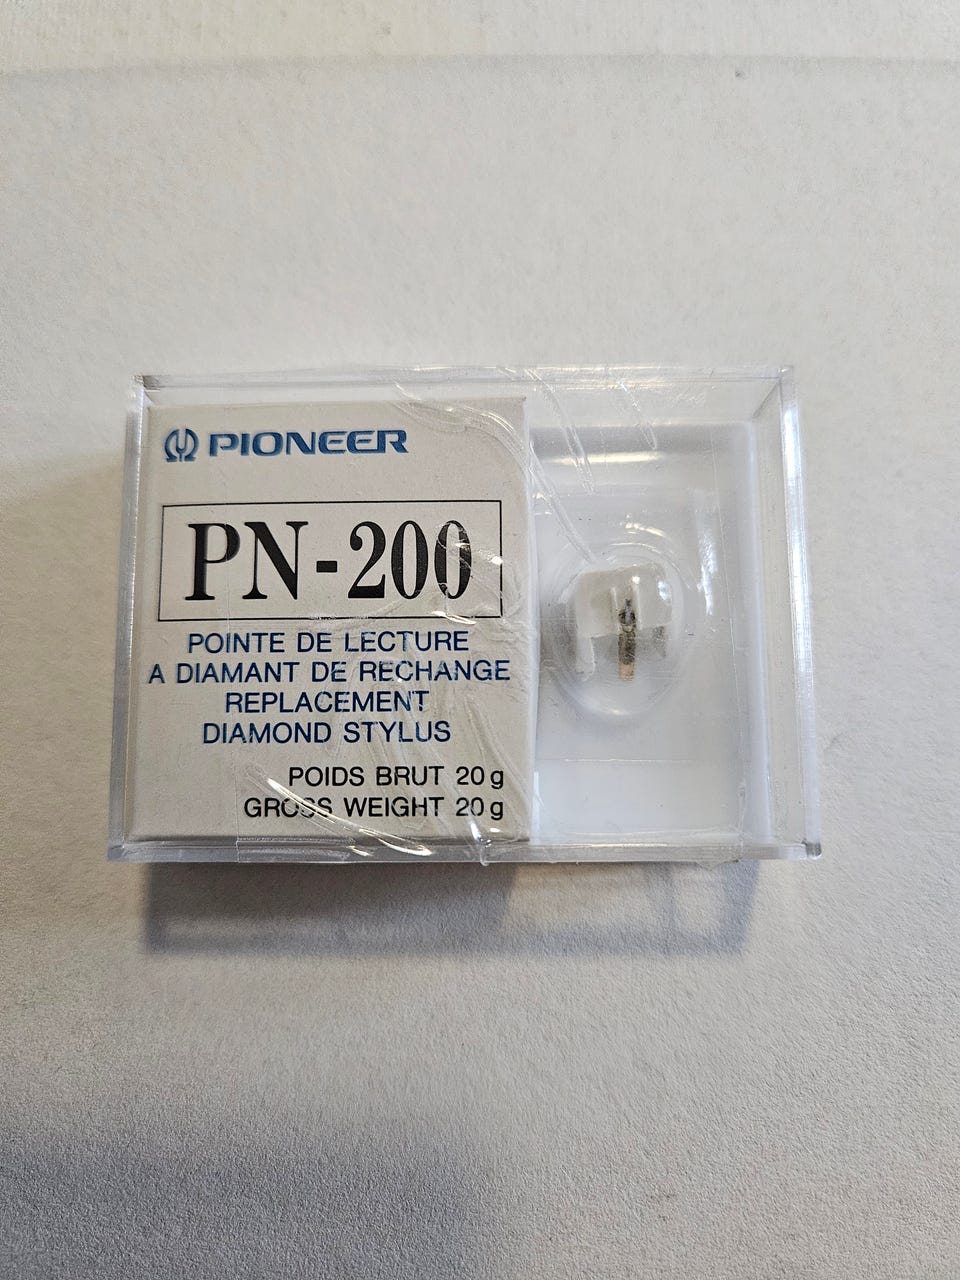 PIONEER
PN-200
POINTE DE LECTURE
A DIAMANT DE RECHANGE
REPLACEMENT
DIAMOND STYLUS
POIDS BRUT 20 g
GROSS WEIGHT 20 g